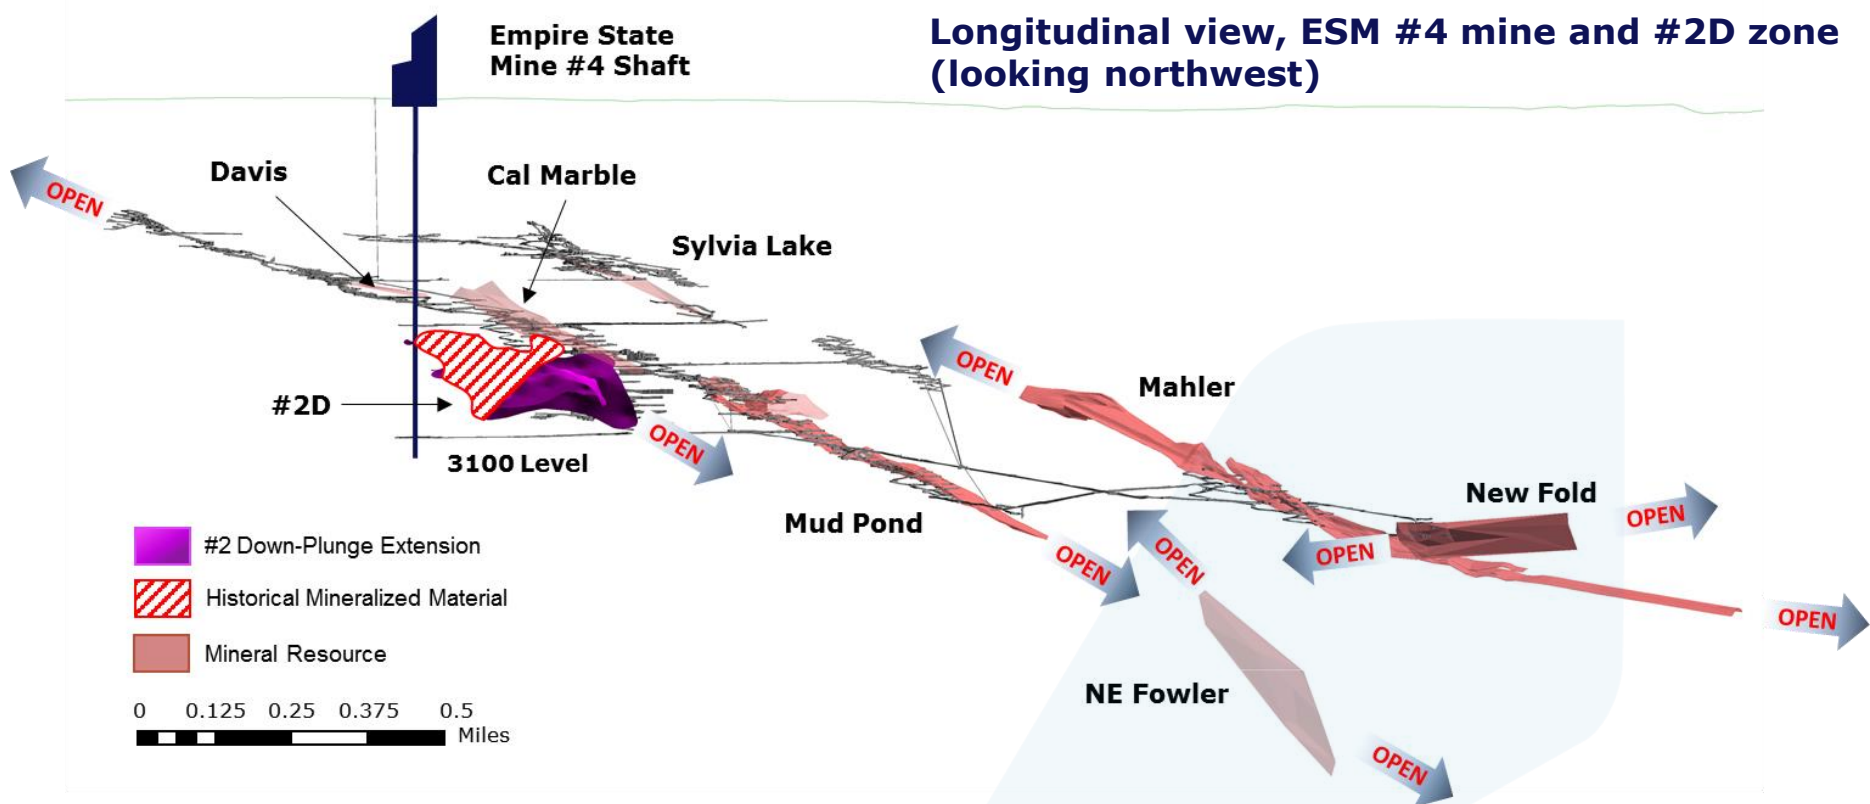 Empire State
Mine #4 Shaft
Longitudinal view, ESM #4 mine and #2D zone
(looking northwest)
Davis
Cal Marble
OPEN
Sylvia Lake
OPEN
Mahler
#2D
OPEN
3100 Level
New Fold
OPEN
Mud Pond
OPEN
OPEN
OPEN
#2 Down-Plunge Extension
Historical Mineralized Material
OPEN
Mineral Resource
NE Fowler
0 0.125 0.25 0.375 0.5
Miles
OPEN